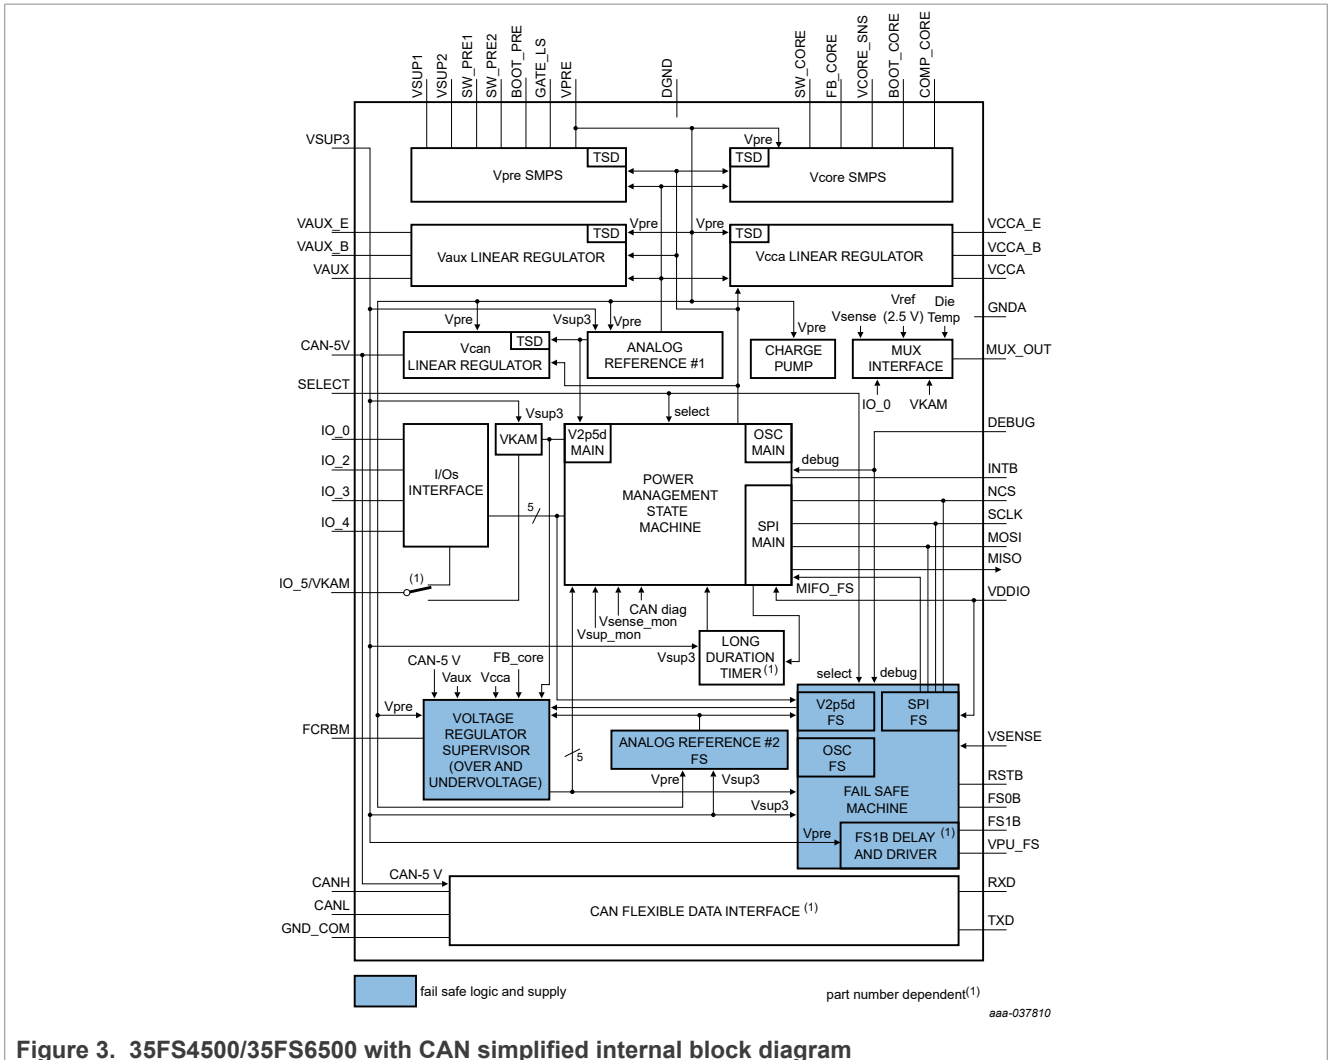 VSUP1
VSUP2
SW_PRE1
SW_PRE2
BOOT_PRE
GATE_LS
VPRE
DGND
SW_CORE
FB_CORE
VCORE_SNS
BOOT_CORE
COMP_CORE
VSUP3
Vpre
TSD
Vpre SMPS
TSD
Vcore SMPS
VAUX_E
VAUX_B
VAUX
TSD
Vaux LINEAR REGULATOR
Vpre
Vpre
TSD
Vcca LINEAR REGULATOR
VCCA_E
VCCA_B
VCCA
GNDA
Vpre
Vsup3
Vpre
Vpre
Vsense
Vref
(2.5 V)
Die
Temp
CAN-5V
Vcan
LINEAR REGULATOR
TSD
ANALOG
REFERENCE #1
CHARGE
PUMP
MUX
INTERFACE
MUX_OUT
SELECT
IO_0
VKAM
Vsup3
select
DEBUG
IO_0
IO_2
IO_3
IO_4
I/Os
INTERFACE
VKAM
V2p5d
MAIN
OSC
MAIN
POWER
MANAGEMENT
STATE
MACHINE
SPI
MAIN
5
debug
INTB
NCS
SCLK
MOSI
MISO
IO_5/VKAM
(1)
MIFO_FS
VDDIO
CAN diag
Vsense_mon
Vsup_mon
Vsup3
LONG
DURATION
TIMER (1)
select
debug
CAN-5 V
Vaux
Vcca
FB_core
Vpre
FCRBM
VOLTAGE
REGULATOR
SUPERVISOR
(OVER AND
UNDERVOLTAGE)
5
ANALOG REFERENCE #2
FS
Vpre
Vsup3
Vsup3
V2p5d
FS
SPI
FS
OSC
FS
FAIL SAFE
MACHINE
Vpre
FS1B DELAY (1)
AND DRIVER
VSENSE
RSTB
FS0B
FS1B
VPU_FS
CANH
CANL
GND_COM
CAN-5 V
CAN FLEXIBLE DATA INTERFACE (1)
RXD
TXD
fail safe logic and supply
part number dependent(1)
aaa-037810
Figure 3. 35FS4500/35FS6500 with CAN simplified internal block diagram